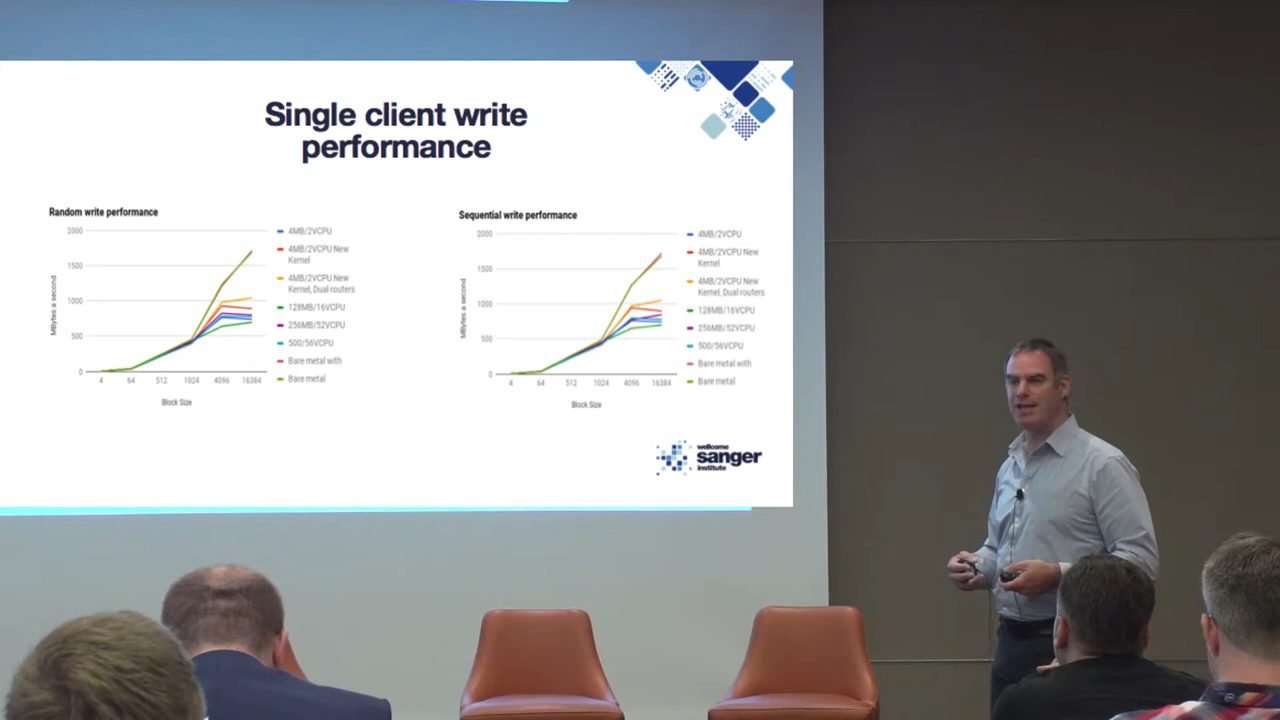 Single client write
performance
Random write performance
2000
1500
1000
500
0
MBytes a second
4 64 512 1024 4096 16384
Block Size
4MB/2VCPU
4MB/2VCPU New
Kernel
4MB/2VCPU New
Kernel, Dual routers
128MB/16VCPU
256MB/52VCPU
500/56VCPU
Bare metal with
Bare metal
Sequential write performance
2000
1500
1000
500
0
MBytes a second
4 64 512 1024 4096 16384
Block Size
4MB/2VCPU
4MB/2VCPU New
Kernel
4MB/2VCPU New
Kernel, Dual routers
128MB/16VCPU
256MB/52VCPU
500/56VCPU
Bare metal with
Bare metal
wellcome
sanger
institute